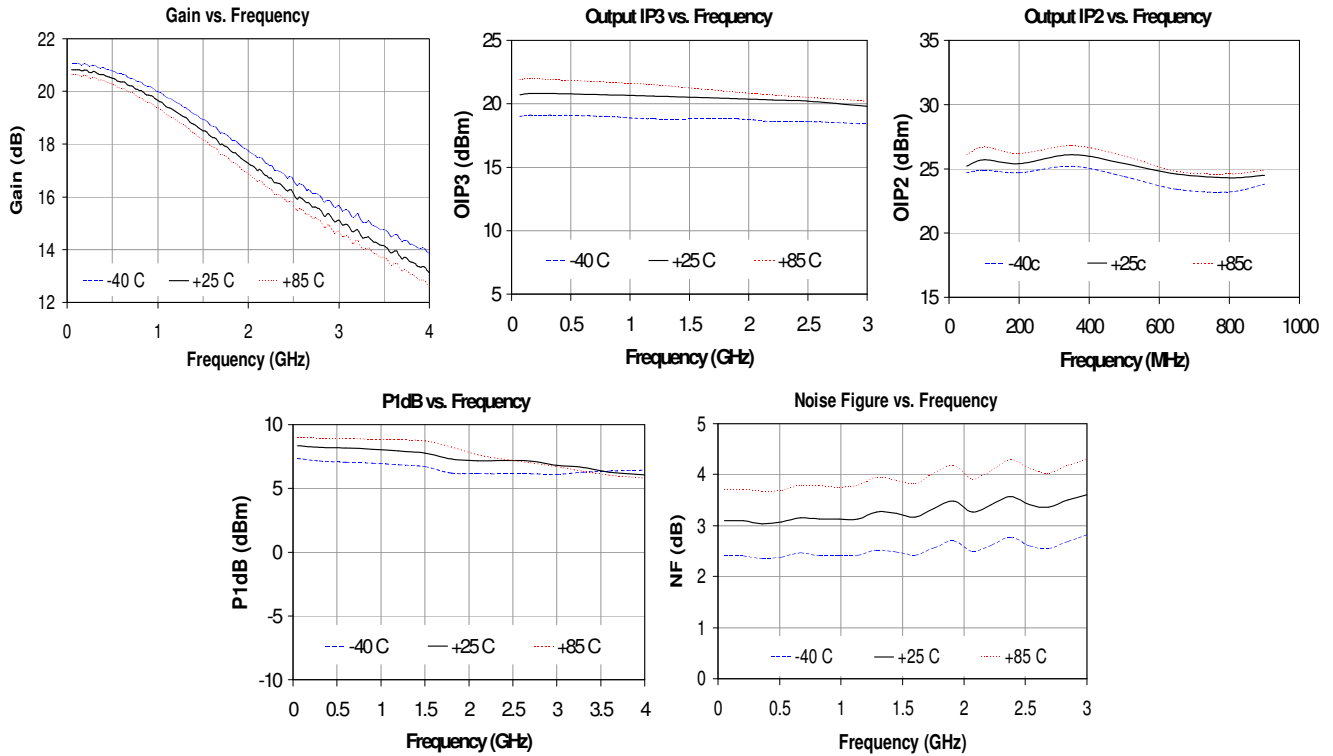 Gain vs. Frequency
22
20
18
16
14
12
Gain (dB)
-40 C
+25 C
+85 C
0
1
2
3
4
Frequency (GHz)
Output IP3 vs. Frequency
25
20
15
10
5
OIP3 (dBm)
-40 C
+25 C
+85 C
0
0.5
1
1.5
2
2.5
3
Frequency (GHz)
Output IP2 vs. Frequency
35
30
25
20
15
OIP2 (dBm)
-40c
+25c
+85c
0
200
400
600
800
1000
Frequency (MHz)
P1dB vs. Frequency
10
5
0
-5
-10
P1dB (dBm)
-40 C
+25 C
+85 C
0
0.5
1
1.5
2
2.5
3
3.5
4
Frequency (GHz)
Noise Figure vs. Frequency
5
4
3
2
1
0
NF (dB)
-40 C
+25 C
+85 C
0
0.5
1
1.5
2
2.5
3
Frequency (GHz)